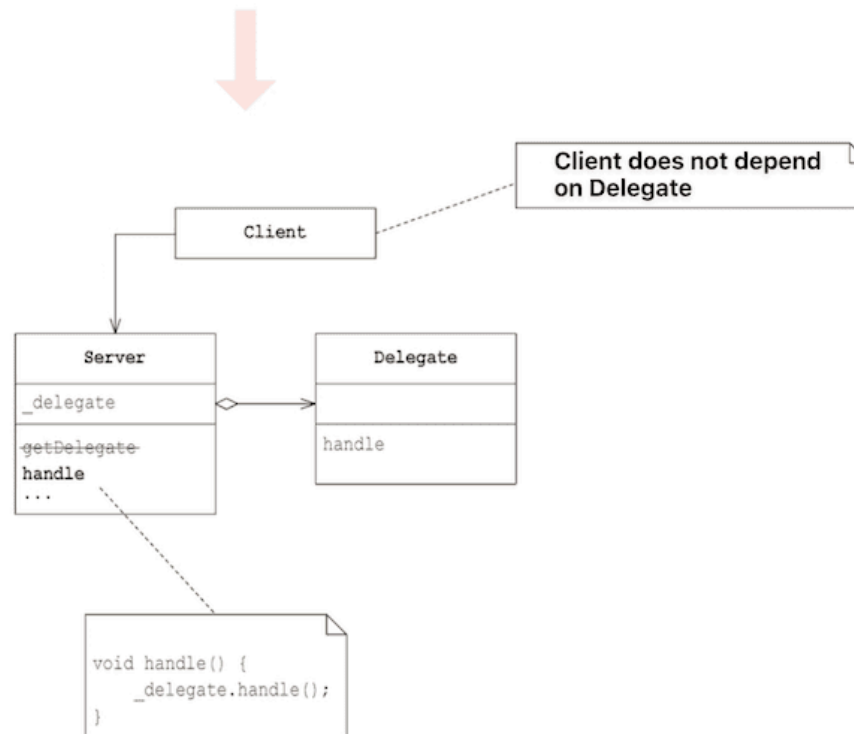 Client does not depend
on Delegate
Client
Server
_delegate
getDelegate
handle
...
Delegate
handle
void handle() {
    _delegate.handle();
}